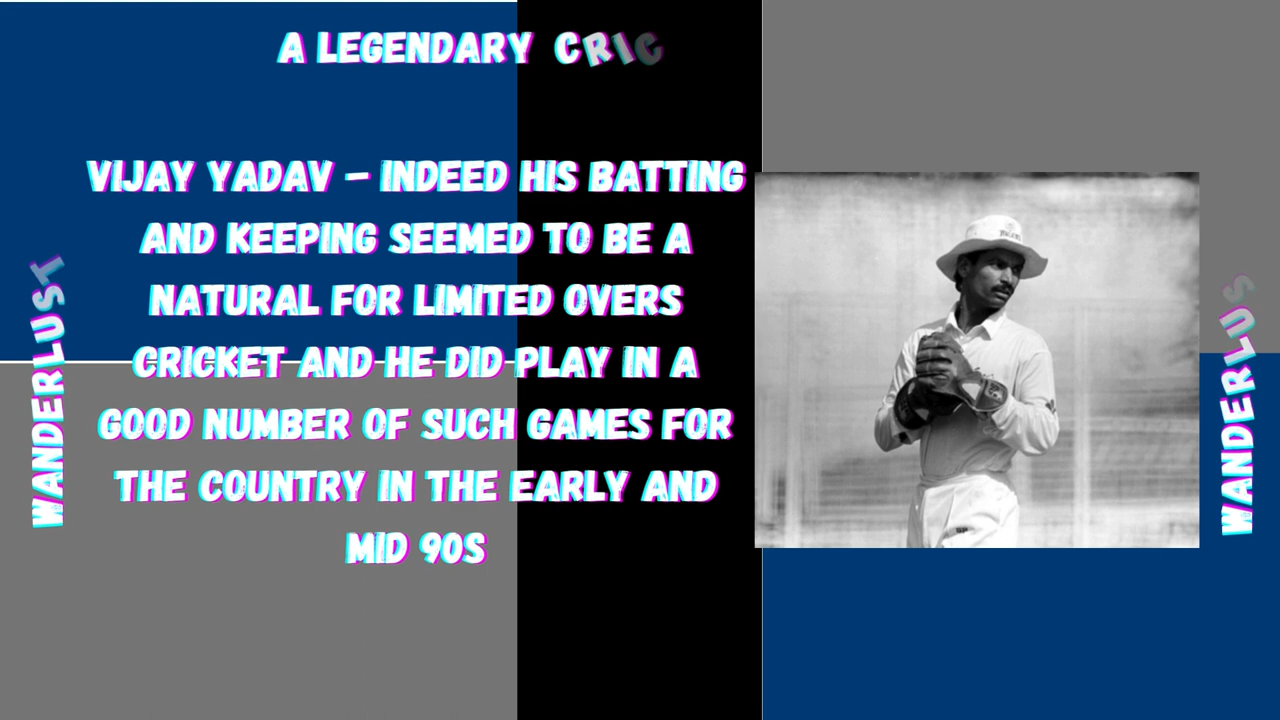 A LEGENDARY CRIC
VIJAY YADAV – INDEED HIS BATTING
AND KEEPING SEEMED TO BE A
NATURAL FOR LIMITED OVERS
CRICKET AND HE DID PLAY IN A
GOOD NUMBER OF SUCH GAMES FOR
THE COUNTRY IN THE EARLY AND
MID 90S
WANDERLUST
WANDERLUS